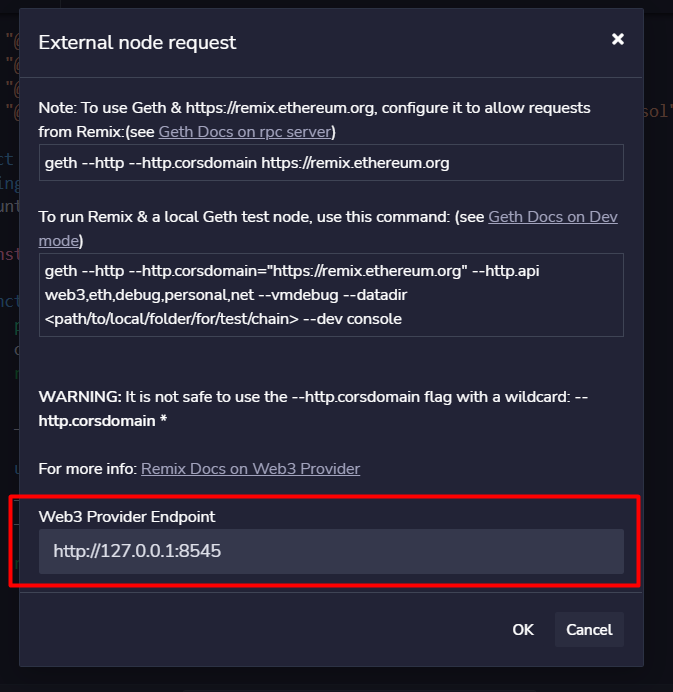 External node request
×
Note: To use Geth & https://remix.ethereum.org, configure it to allow requests
from Remix:(see Geth Docs on rpc server)
geth --http --http.corsdomain https://remix.ethereum.org
To run Remix & a local Geth test node, use this command: (see Geth Docs on Dev
mode)
geth --http --http.corsdomain="https://remix.ethereum.org" --http.api
web3,eth,debug,personal,net --vmdebug --datadir
<path/to/local/folder/for/test/chain> --dev console
WARNING: It is not safe to use the --http.corsdomain flag with a wildcard: --
http.corsdomain *
For more info: Remix Docs on Web3 Provider
Web3 Provider Endpoint
http://127.0.0.1:8545
OK Cancel